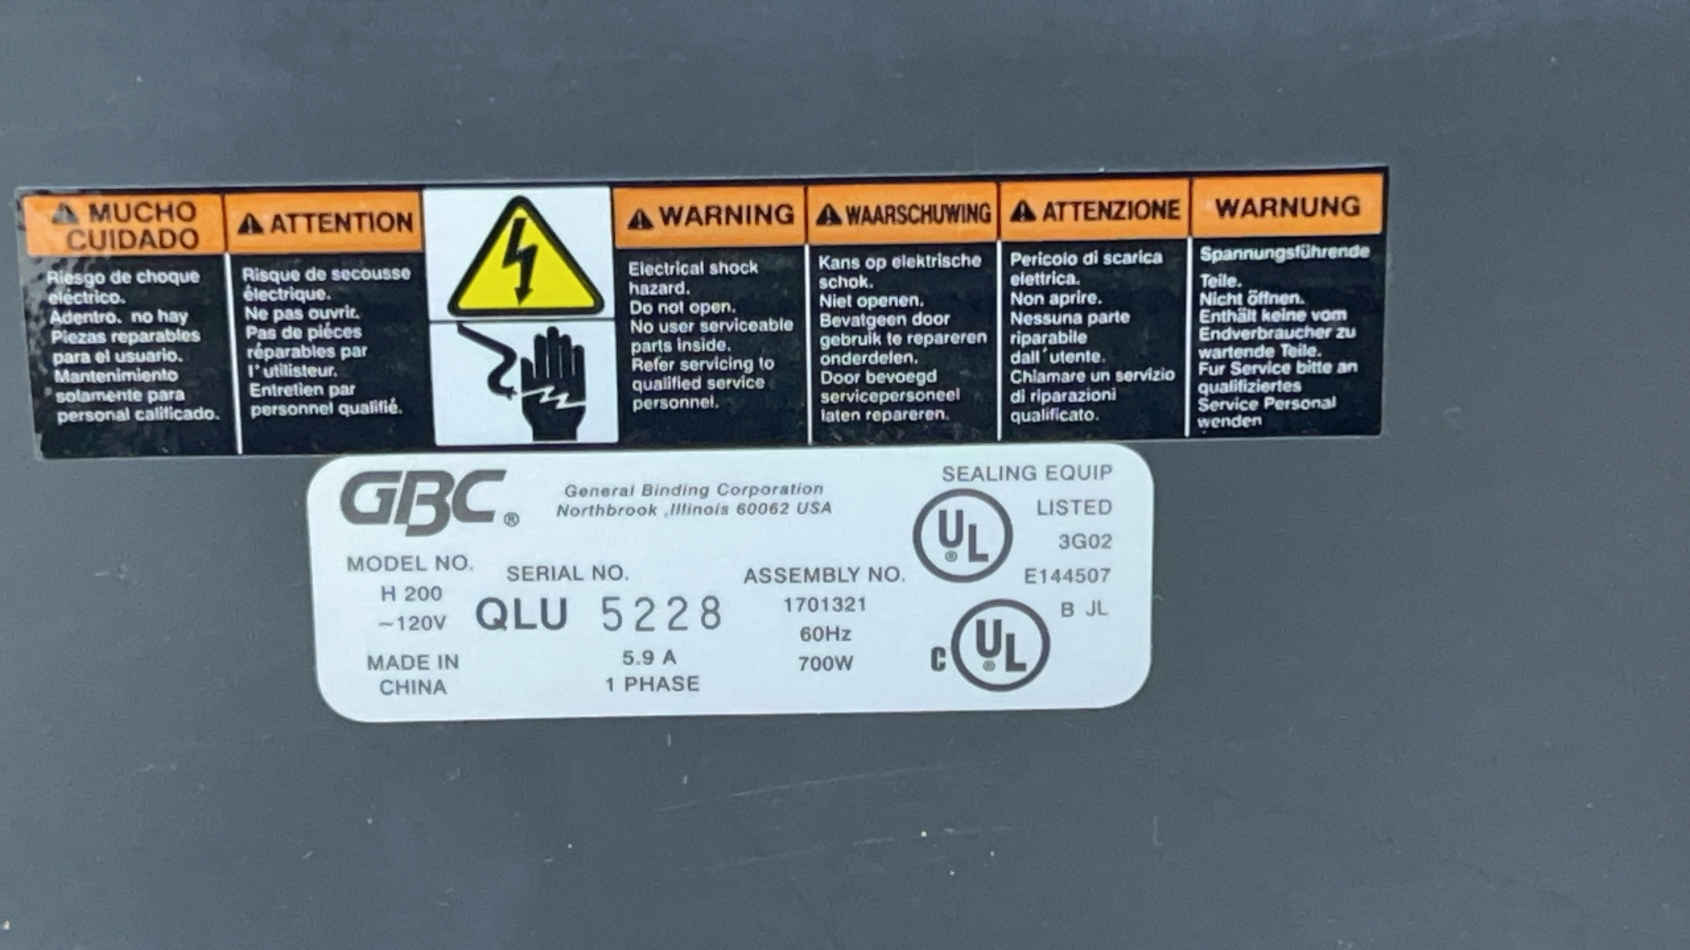 MUCHO
CUIDADO
Riesgo de choque
eléctrico.
Adentro. no hay
Piezas reparables
para el usuario.
Mantenimiento
solamente para
personal calificado.
ATTENTION
Risque de secousse
électrique.
Ne pas ouvrir.
Pas de piéces
réparables par
l'utilisteur.
Entretien par
personnel qualifié.
WARNING
Electrical shock
hazard.
Do not open.
No user serviceable
parts inside.
Refer servicing to
qualified service
personnel.
WAARSCHUWING
Kans op elektrische
schok.
Niet openen.
Bevatgeen door
gebruik te repareren
onderdelen.
Door bevoegd
servicepersoneel
laten repareren.
ATTENZIONE
Pericolo di scarica
elettrica.
Non aprire.
Nessuna parte
riparabile
dall'utente.
Chiamare un servizio
di riparazioni
qualificato.
WARNUNG
Spannungsführende
Teile.
Nicht öffnen.
Enthält keine vom
Endverbraucher zu
wartende Teile.
Fur Service bitte an
qualifiziertes
Service Personal
wenden
GBC®
General Binding Corporation
Northbrook ,Illinois 60062 USA
MODEL NO.
H 200
~120V
MADE IN
CHINA
SERIAL NO.
QLU 5228
5.9 A
1 PHASE
ASSEMBLY NO.
1701321
60Hz
700W
SEALING EQUIP
UL® LISTED
3G02
E144507
B JL
C UL®